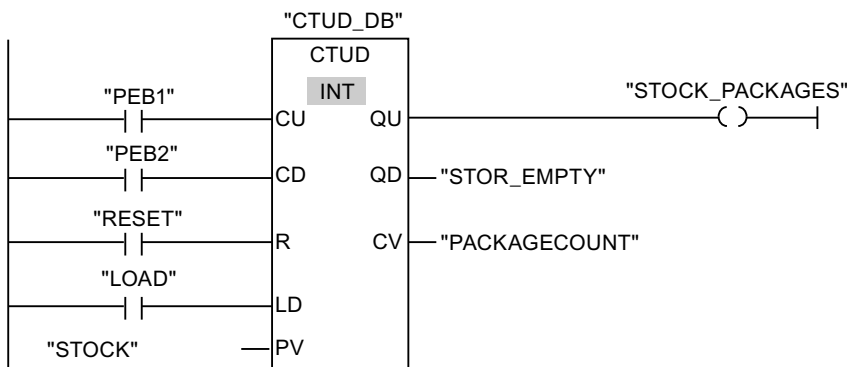 "CTUD_DB"
CTUD
INT
"PEB1"
CU
QU
"STOCK_PACKAGES"
"PEB2"
CD
QD
"STOR_EMPTY"
"RESET"
R
CV
"PACKAGECOUNT"
"LOAD"
LD
"STOCK"
PV